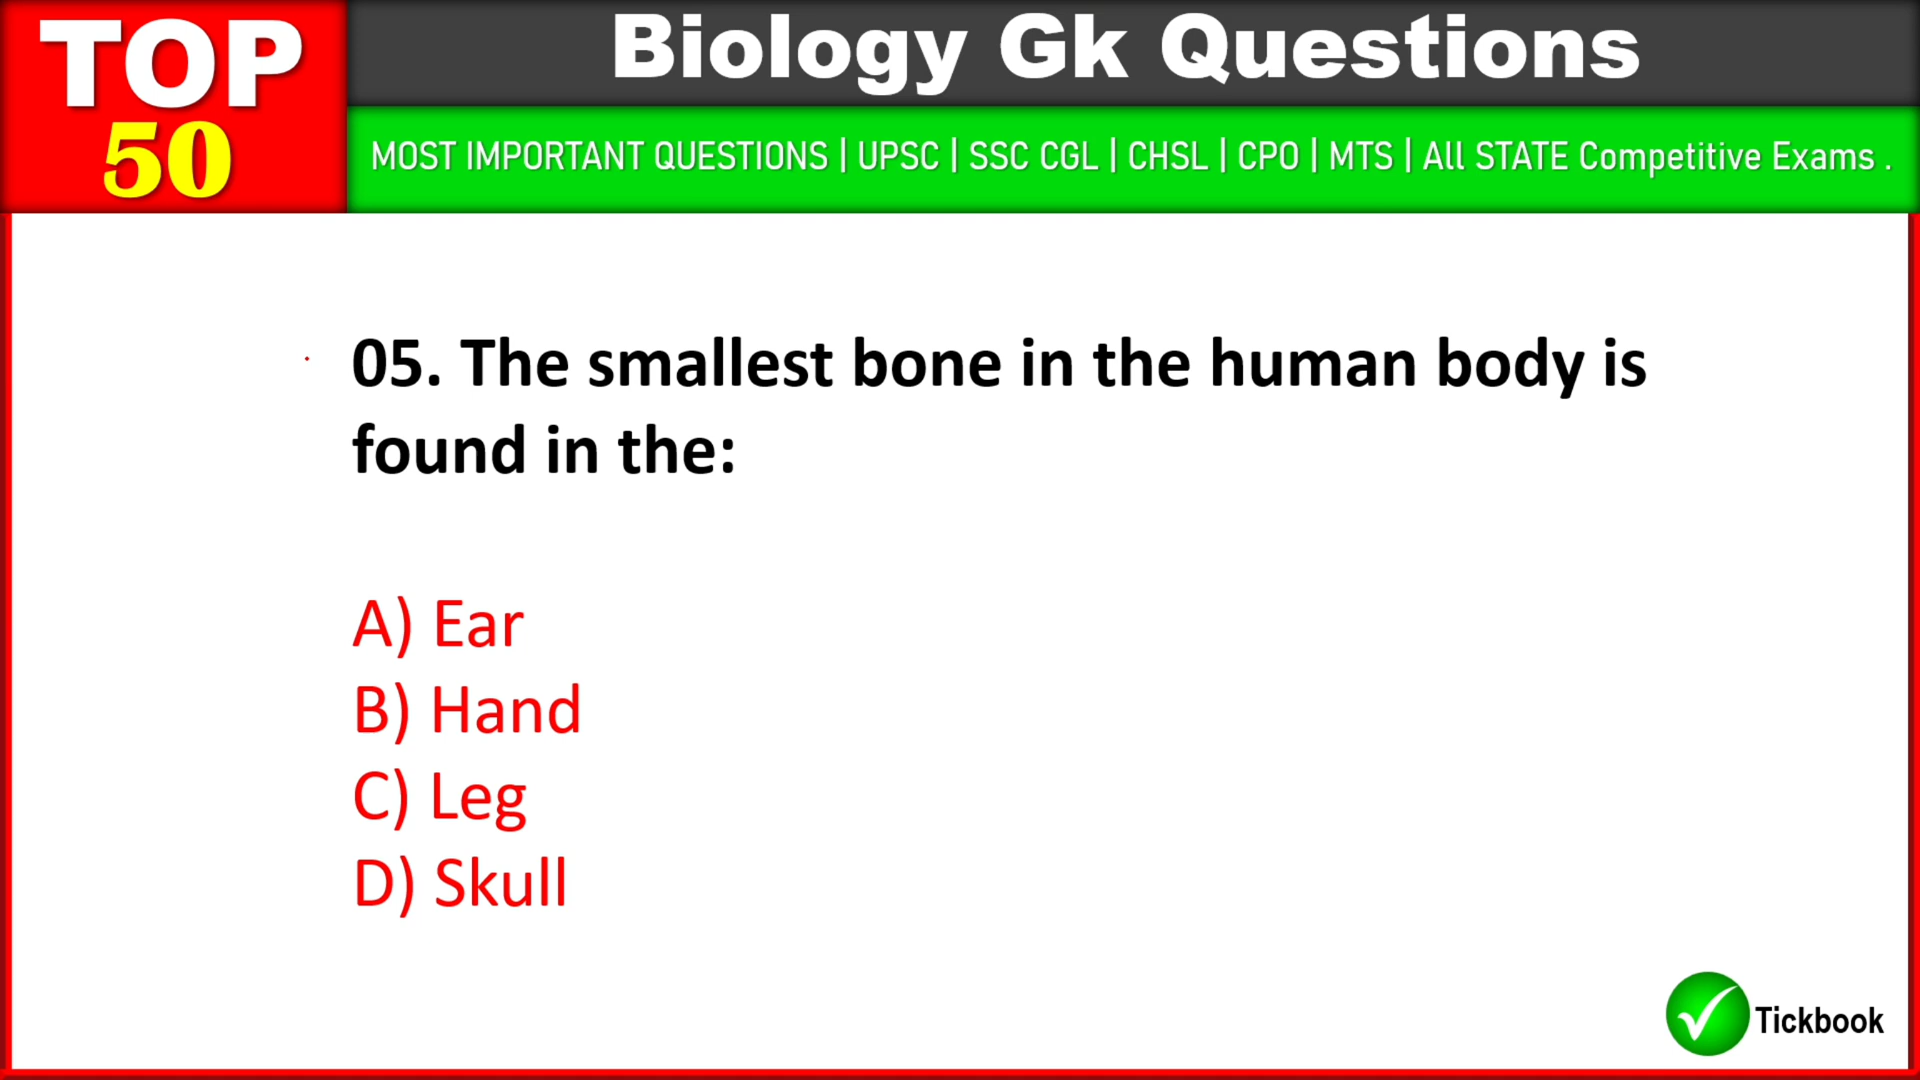 TOP
50
Biology Gk Questions
MOST IMPORTANT QUESTIONS | UPSC | SSC CGL | CHSL | CPO | MTS | All STATE Competitive Exams .
05. The smallest bone in the human body is
found in the:
A) Ear
B) Hand
C) Leg
D) Skull
Tickbook